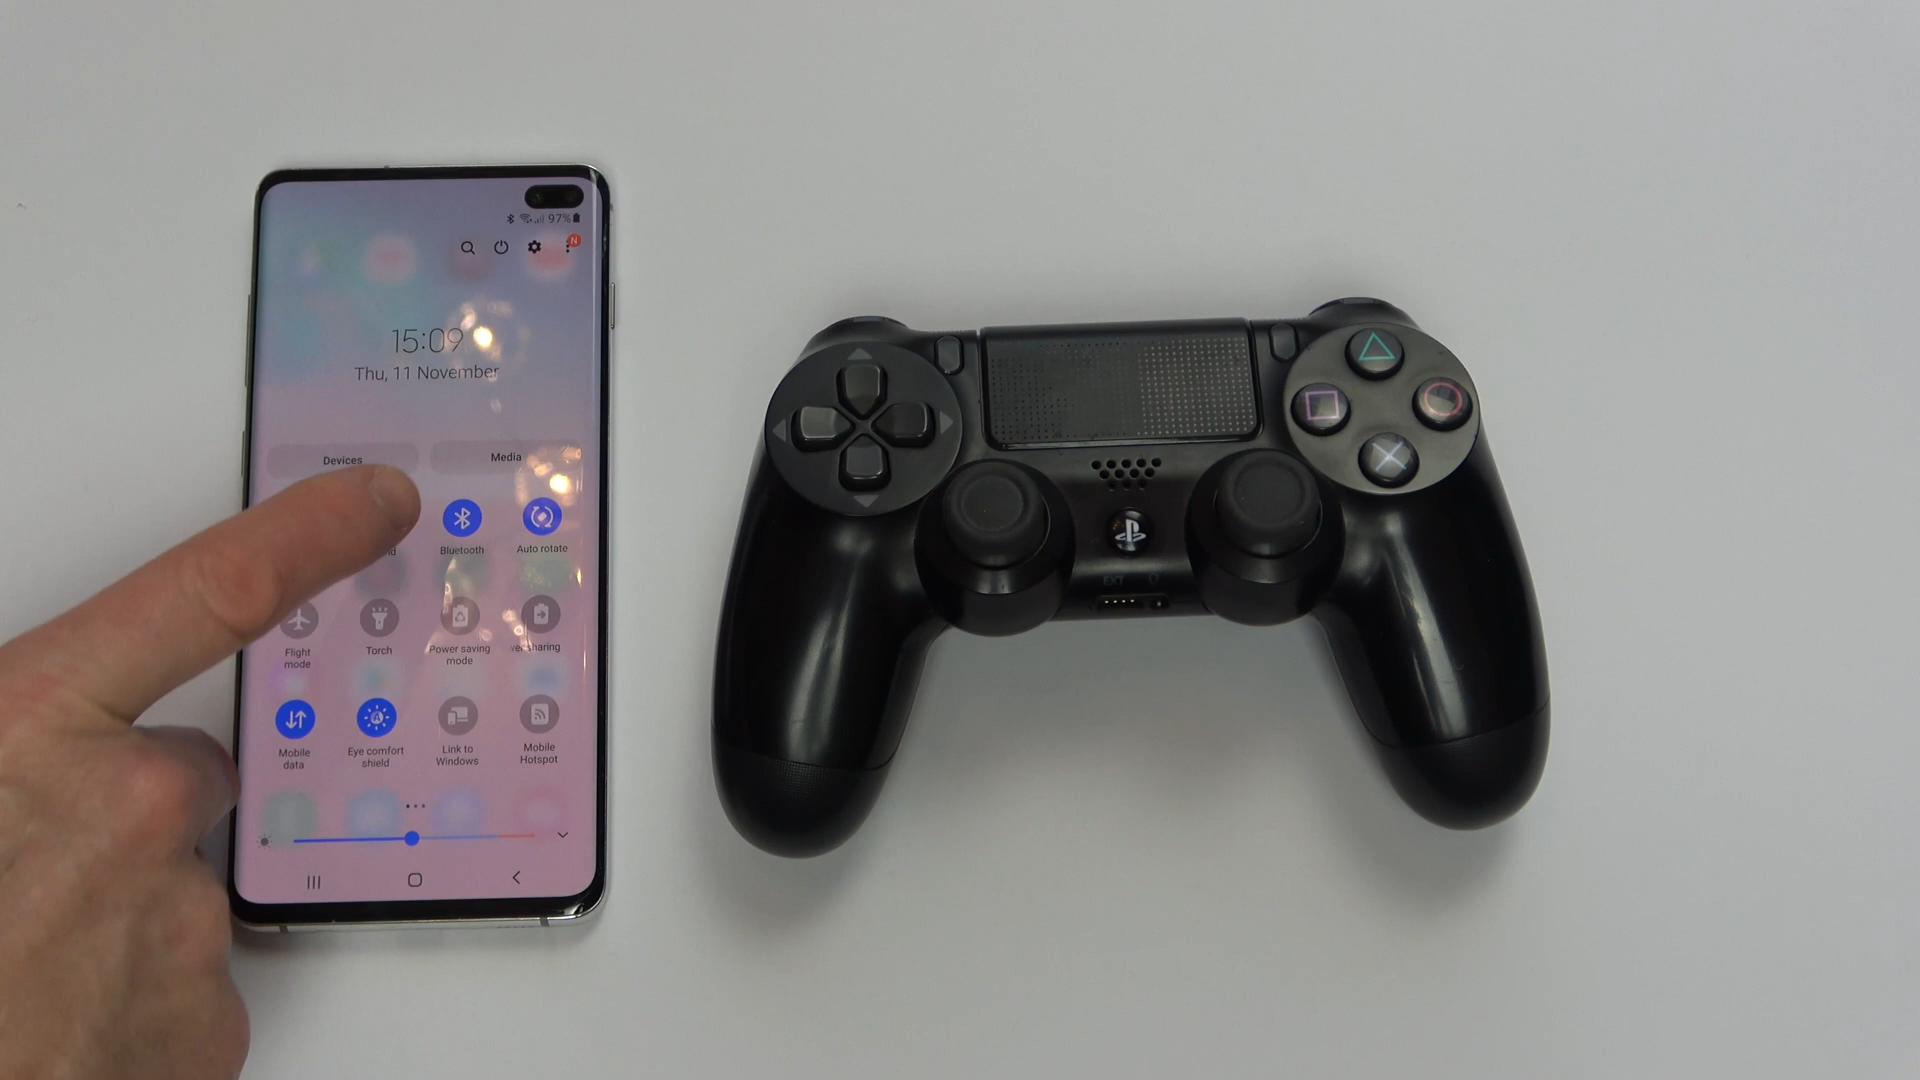 97%
N
15:09
Thu, 11 November
Devices
Media
Bluetooth
Auto rotate
Flight mode
Torch
Power saving mode
sharing
Mobile data
Eye comfort shield
Link to Windows
Mobile Hotspot
EXT